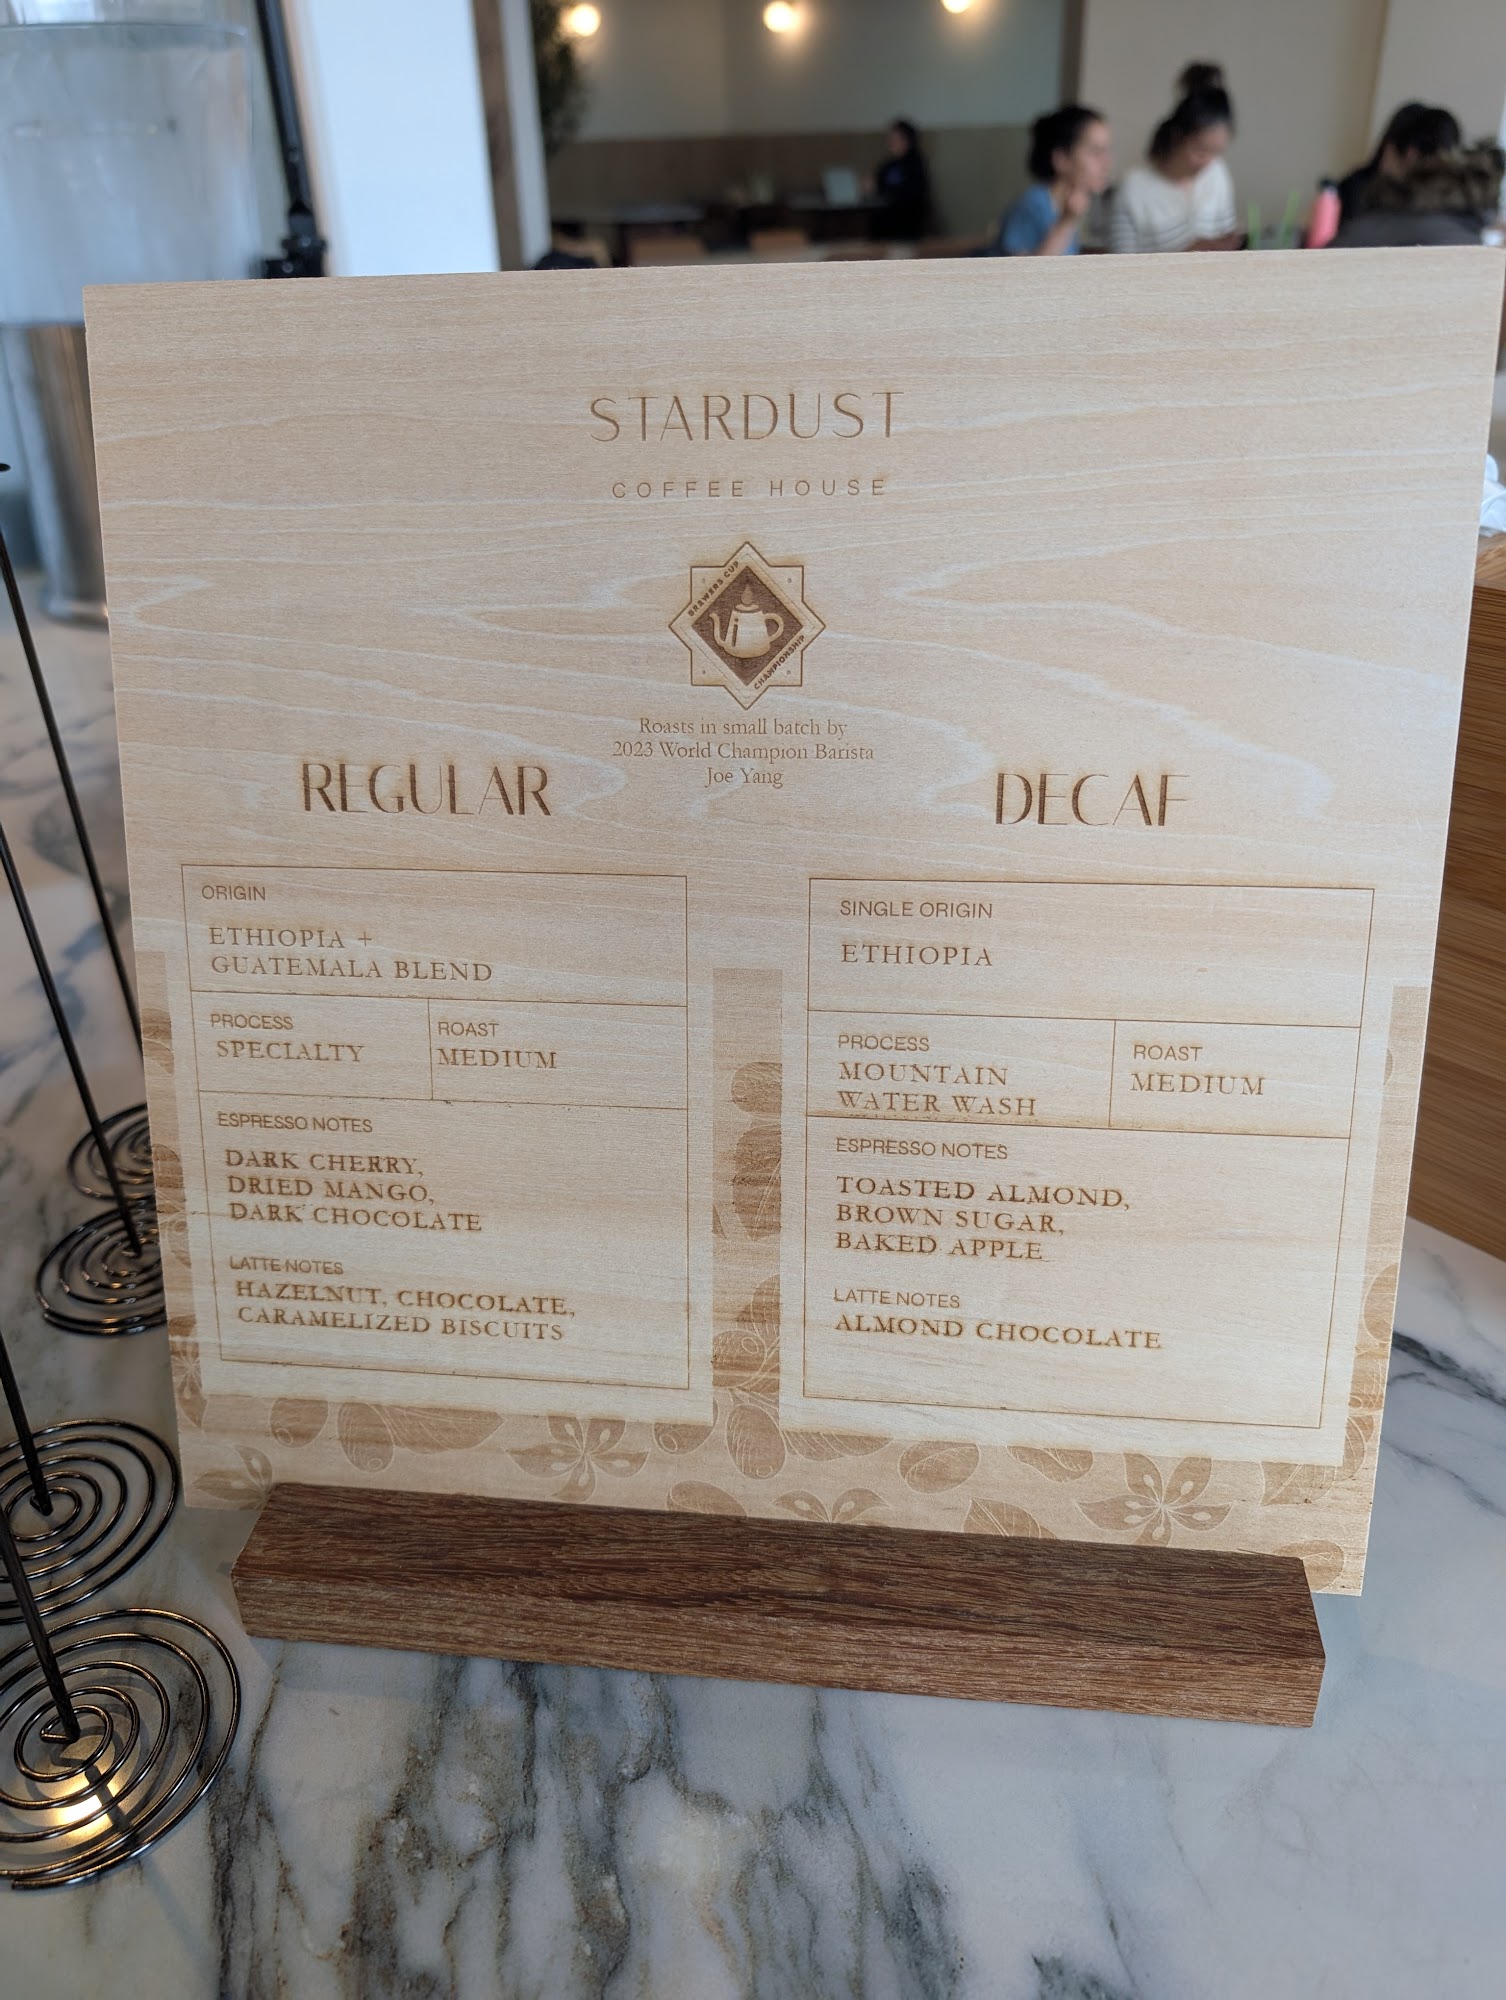 STARDUST
COFFEE HOUSE
BREWERS CUP
CHAMPIONSHIP
Roasts in small batch by
2023 World Champion Barista
Joe Yang
REGULAR
ORIGIN
ETHIOPIA +
GUATEMALA BLEND
PROCESS
SPECIALTY
ROAST
MEDIUM
ESPRESSO NOTES
DARK CHERRY,
DRIED MANGO,
DARK CHOCOLATE
LATTE NOTES
HAZELNUT, CHOCOLATE,
CARAMELIZED BISCUITS
DECAF
SINGLE ORIGIN
ETHIOPIA
PROCESS
MOUNTAIN
WATER WASH
ROAST
MEDIUM
ESPRESSO NOTES
TOASTED ALMOND,
BROWN SUGAR,
BAKED APPLE
LATTE NOTES
ALMOND CHOCOLATE